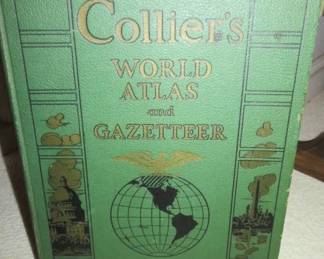 Collier's
WORLD
ATLAS
and
GAZETTEER